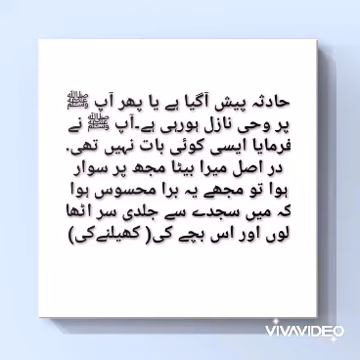 حادثہ پیش آگیا ہے یا پھر آپ ﷺ
پر وحی نازل ہورہی ہے۔آپ ﷺ نے
فرمایا ایسی کوئی بات نہیں تھی.
در اصل میرا بیٹا مجھ پر سوار
ہوا تو مجھے یہ برا محسوس ہوا
کہ میں سجدے سے جلدی سر اٹھا
لوں اور اس بچے کی( کھیلنےکی)
VIVAVIDEO